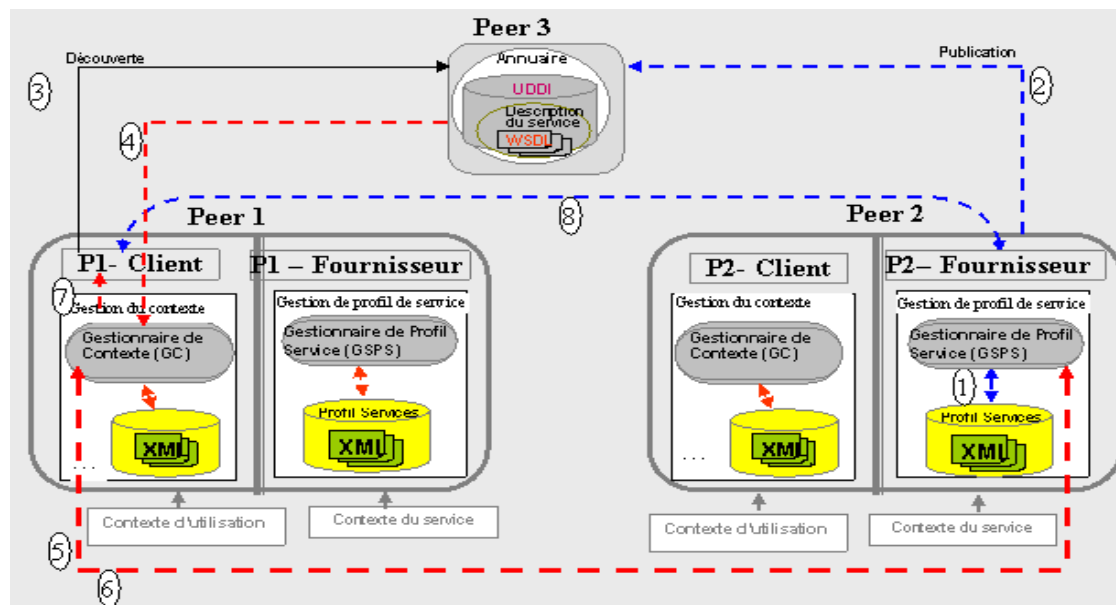 Peer 3
Découverte
Publication
Annuaire
UDDI
Description
du service
WSDL
3
2
4
8
Peer 1
Peer 2
P1- Client
P1 – Fournisseur
P2- Client
P2– Fournisseur
7
Gestion du contexte
Gestion de profil de service
Gestion du contexte
Gestion de profil de service
Gestionnaire de
Contexte (GC)
Gestionnaire de Profil
Service (GSPS)
Gestionnaire de
Contexte (GC)
Gestionnaire de Profil
Service (GSPS)
1
Profil Services
Profil Services
XML
XML
XML
XML
...
...
Contexte d'utilisation
Contexte du service
Contexte d'utilisation
Contexte du service
5
6